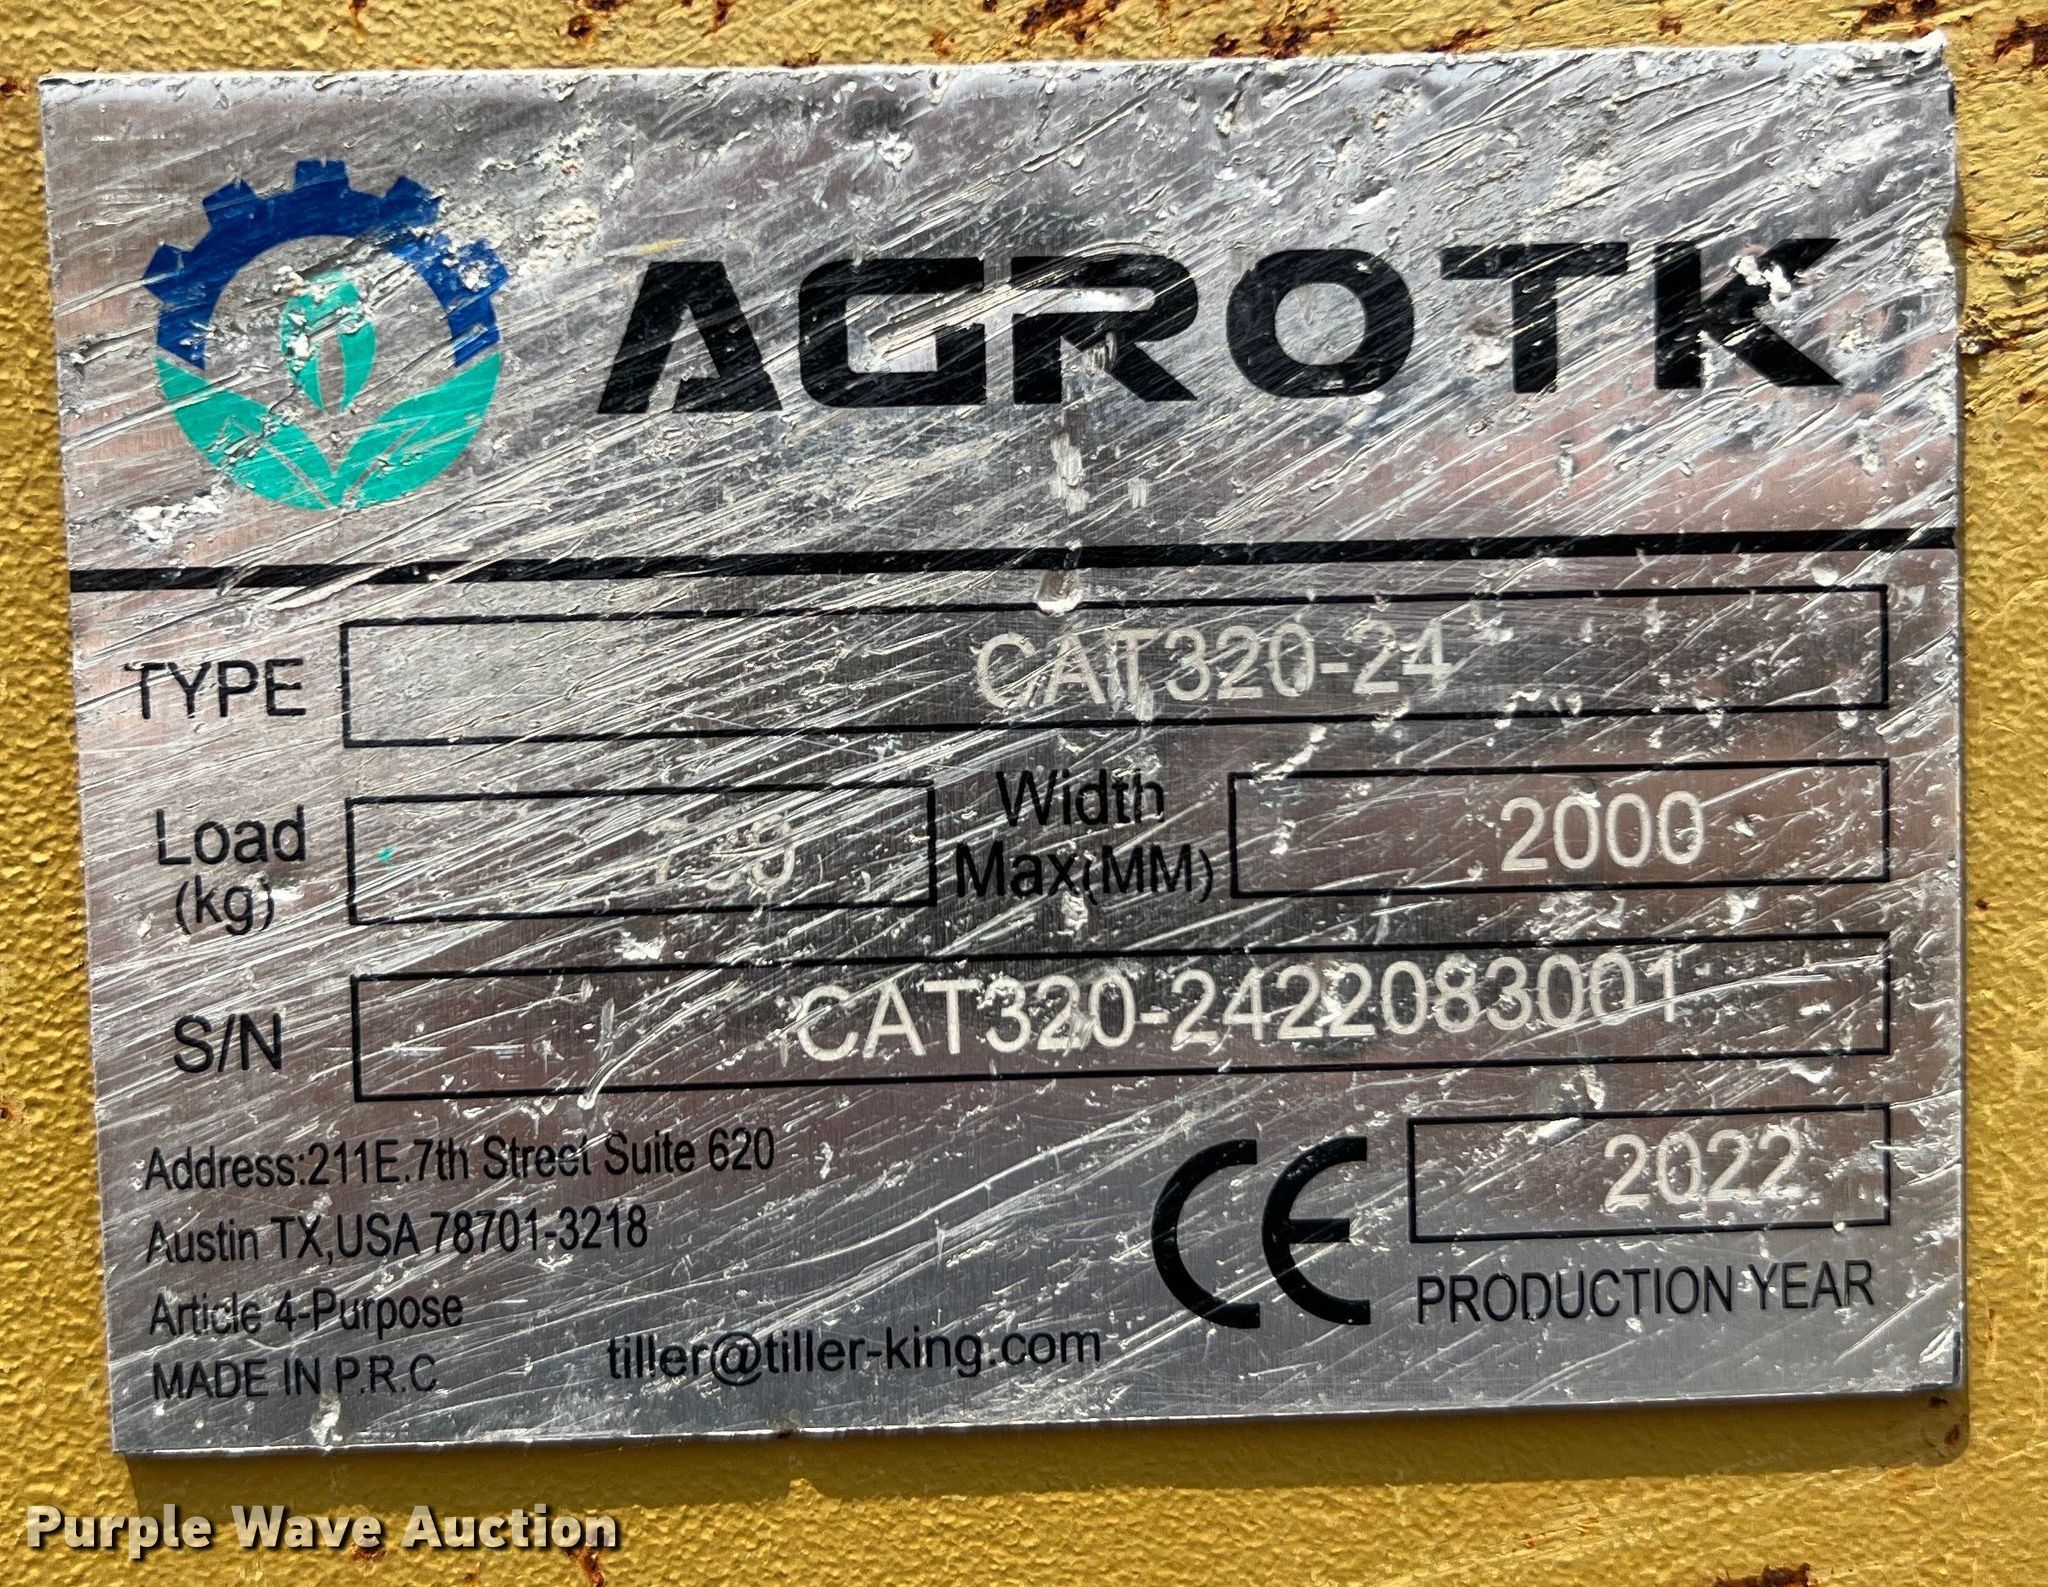 AGROTK
TYPE CAT320-24
Load (kg) Width Max(MM) 2000
S/N CAT320-2422083001
Address:211E.7th Street Suite 620
Austin TX,USA 78701-3218
Article 4-Purpose
MADE IN P.R.C
tiller@tiller-king.com
CE
2022
PRODUCTION YEAR
Purple Wave Auction